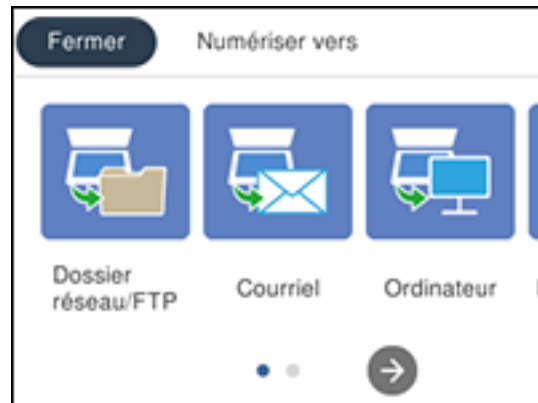 Fermer
Numériser vers
Dossier
réseau/FTP
Courriel
Ordinateur